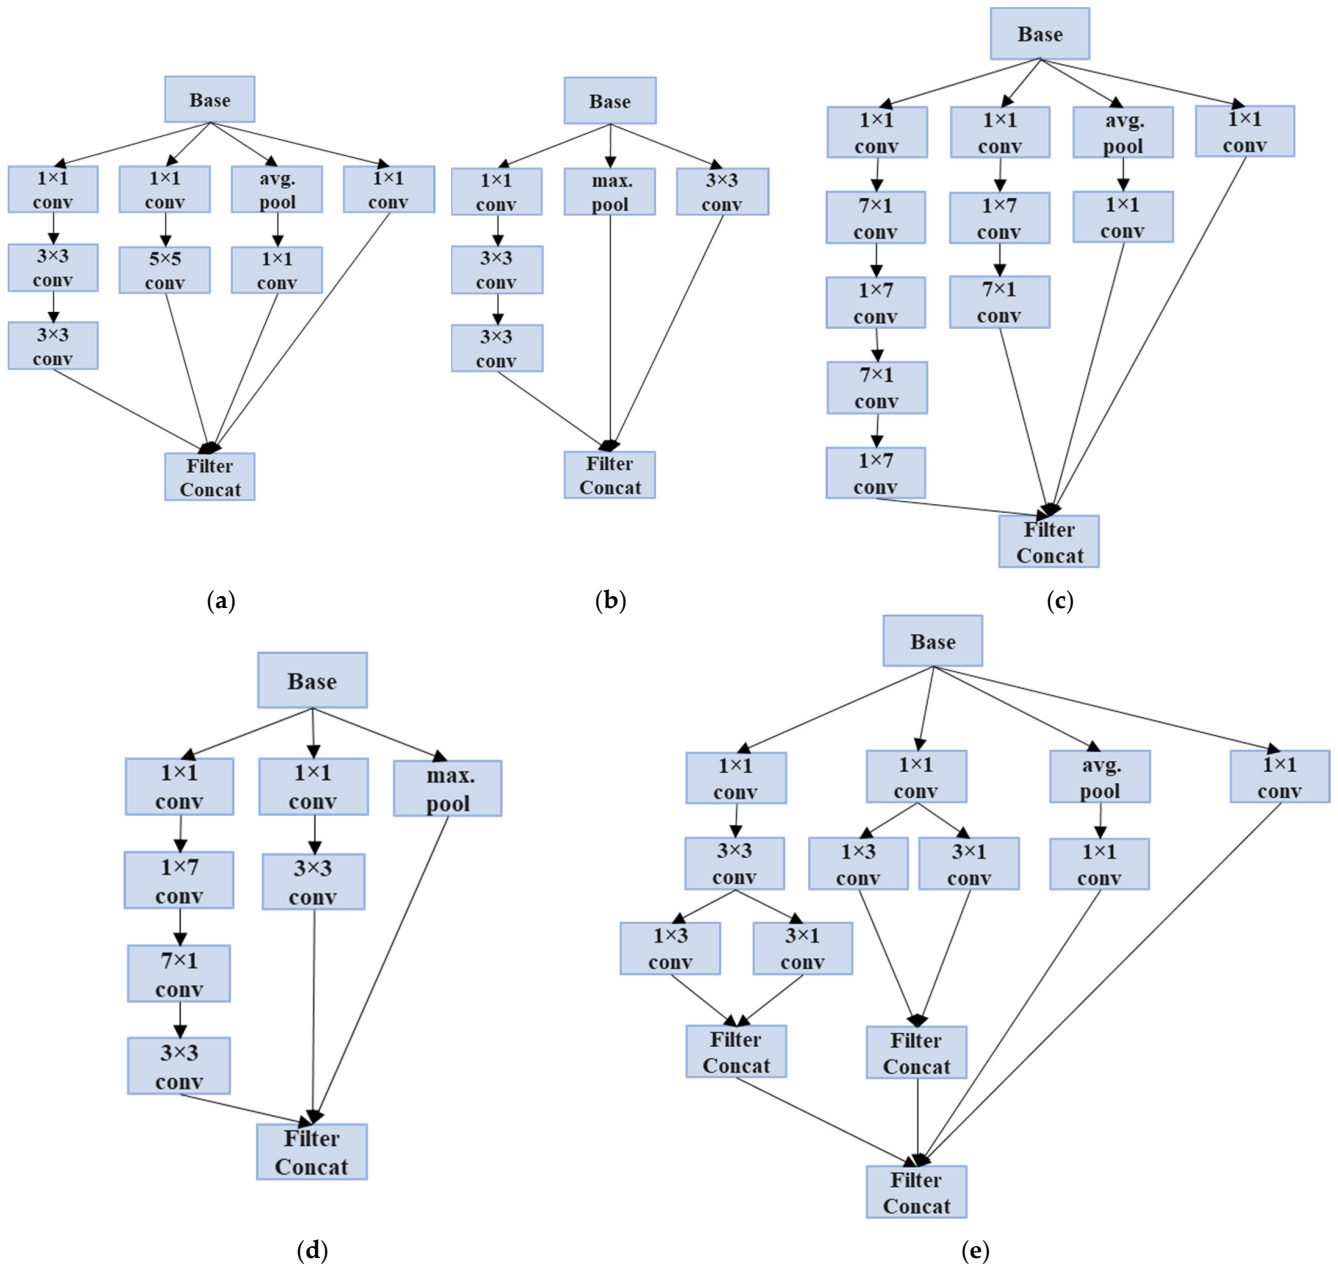 Base
1×1
conv
1×1
conv
avg.
pool
1×1
conv
3×3
conv
5×5
conv
1×1
conv
3×3
conv
Filter
Concat
(a)
Base
1×1
conv
max.
pool
3×3
conv
3×3
conv
3×3
conv
Filter
Concat
(b)
Base
1×1
conv
1×1
conv
avg.
pool
1×1
conv
7×1
conv
1×7
conv
1×1
conv
1×7
conv
7×1
conv
7×1
conv
1×7
conv
Filter
Concat
(c)
Base
1×1
conv
1×1
conv
max.
pool
1×7
conv
3×3
conv
7×1
conv
3×3
conv
Filter
Concat
(d)
Base
1×1
conv
1×1
conv
avg.
pool
1×1
conv
3×3
conv
1×3
conv
3×1
conv
1×1
conv
1×3
conv
3×1
conv
Filter
Concat
Filter
Concat
Filter
Concat
(e)